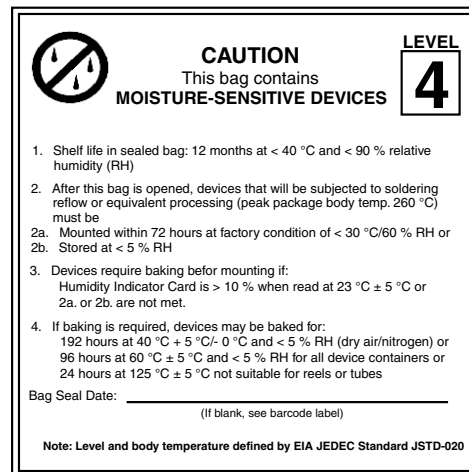 CAUTION
This bag contains
MOISTURE-SENSITIVE DEVICES
LEVEL
4
1. Shelf life in sealed bag: 12 months at < 40 °C and < 90 % relative
humidity (RH)
2. After this bag is opened, devices that will be subjected to soldering
reflow or equivalent processing (peak package body temp. 260 °C)
must be
2a. Mounted within 72 hours at factory condition of < 30 °C/60 % RH or
2b. Stored at < 5 % RH
3. Devices require baking befor mounting if:
Humidity Indicator Card is > 10 % when read at 23 °C ± 5 °C or
2a. or 2b. are not met.
4. If baking is required, devices may be baked for:
192 hours at 40 °C + 5 °C/- 0 °C and < 5 % RH (dry air/nitrogen) or
96 hours at 60 °C ± 5 °C and < 5 % RH for all device containers or
24 hours at 125 °C ± 5 °C not suitable for reels or tubes
Bag Seal Date:
(If blank, see barcode label)
Note: Level and body temperature defined by EIA JEDEC Standard JSTD-020